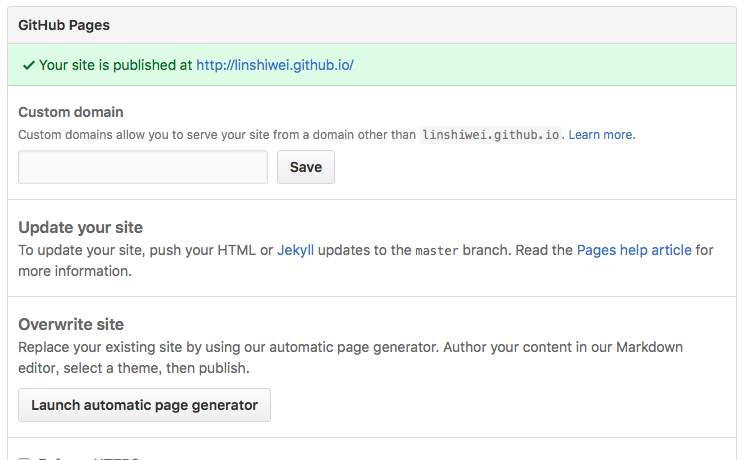 GitHub Pages
Your site is published at http://linshiwei.github.io/
Custom domain
Custom domains allow you to serve your site from a domain other than linshiwei.github.io. Learn more.
Save
Update your site
To update your site, push your HTML or Jekyll updates to the master branch. Read the Pages help article for
more information.
Overwrite site
Replace your existing site by using our automatic page generator. Author your content in our Markdown
editor, select a theme, then publish.
Launch automatic page generator